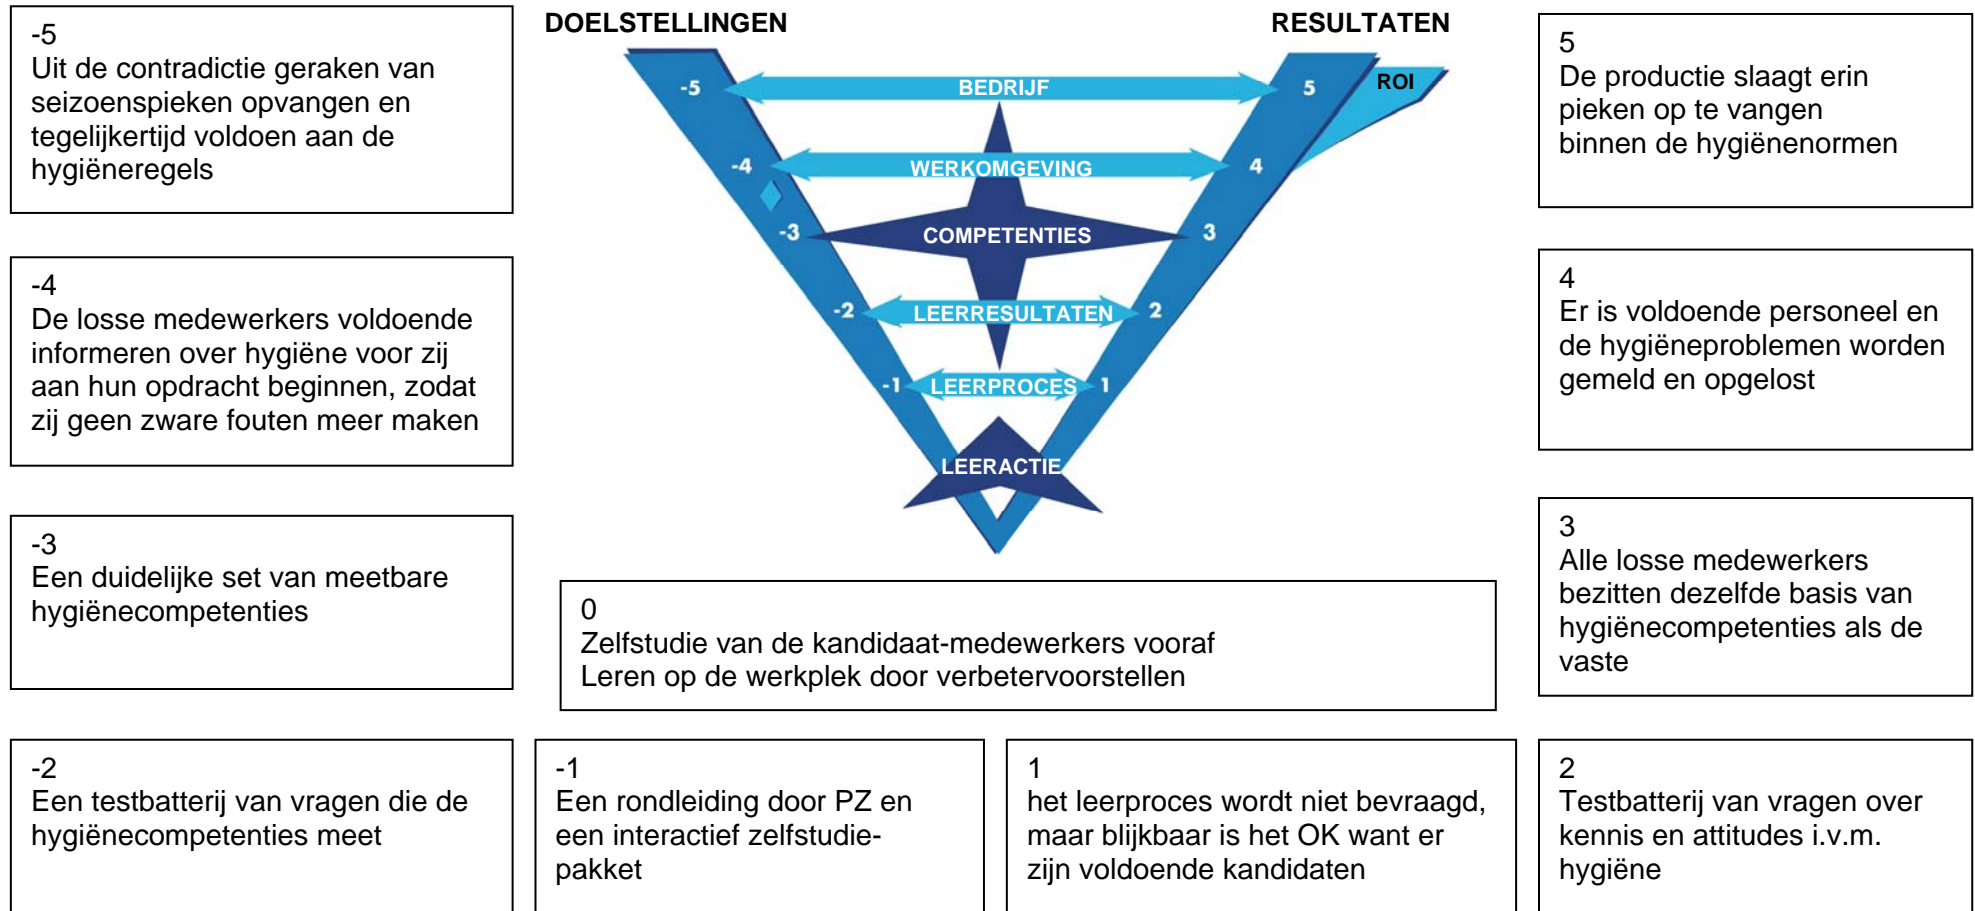 -5
Uit de contradictie geraken van
seizoenspieken opvangen en
tegelijkertijd voldoen aan de
hygiëneregels
-4
De losse medewerkers voldoende
informeren over hygiëne voor zij
aan hun opdracht beginnen, zodat
zij geen zware fouten meer maken
-3
Een duidelijke set van meetbare
hygiënecompetenties
-2
Een testbatterij van vragen die de
hygiënecompetenties meet
DOELSTELLINGEN
RESULTATEN
-5
BEDRIJF
5
ROI
-4
WERKOMGEVING
4
-3
COMPETENTIES
3
-2
LEERRESULTATEN
2
-1
LEERPROCES
1
LEERACTIE
0
Zelfstudie van de kandidaat-medewerkers vooraf
Leren op de werkplek door verbetervoorstellen
-1
Een rondleiding door PZ en
een interactief zelfstudie-
pakket
1
het leerproces wordt niet bevraagd,
maar blijkbaar is het OK want er
zijn voldoende kandidaten
5
De productie slaagt erin
pieken op te vangen
binnen de hygiënenormen
4
Er is voldoende personeel en
de hygiëneproblemen worden
gemeld en opgelost
3
Alle losse medewerkers
bezitten dezelfde basis van
hygiënecompetenties als de
vaste
2
Testbatterij van vragen over
kennis en attitudes i.v.m.
hygiëne